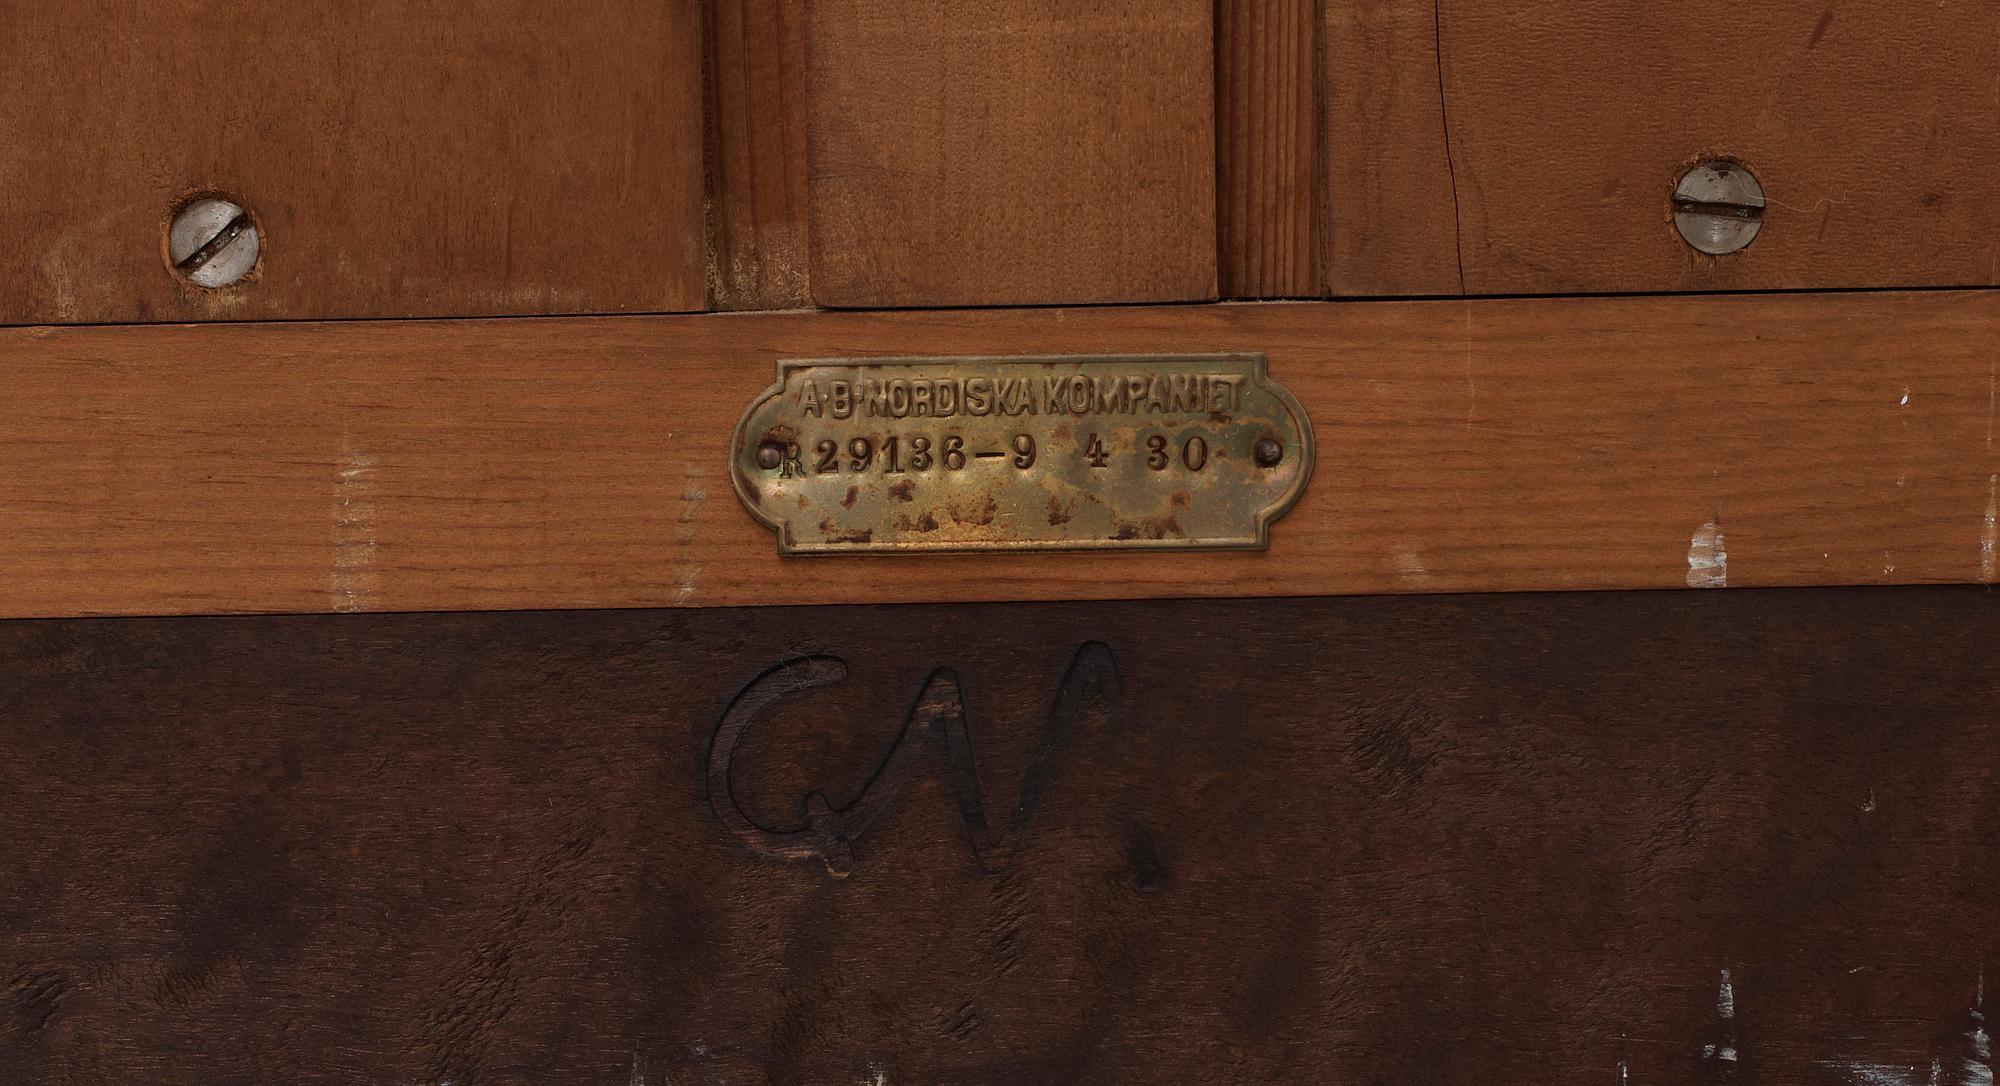 A·B·NORDISKA KOMPANIET
R29136-9 4 30